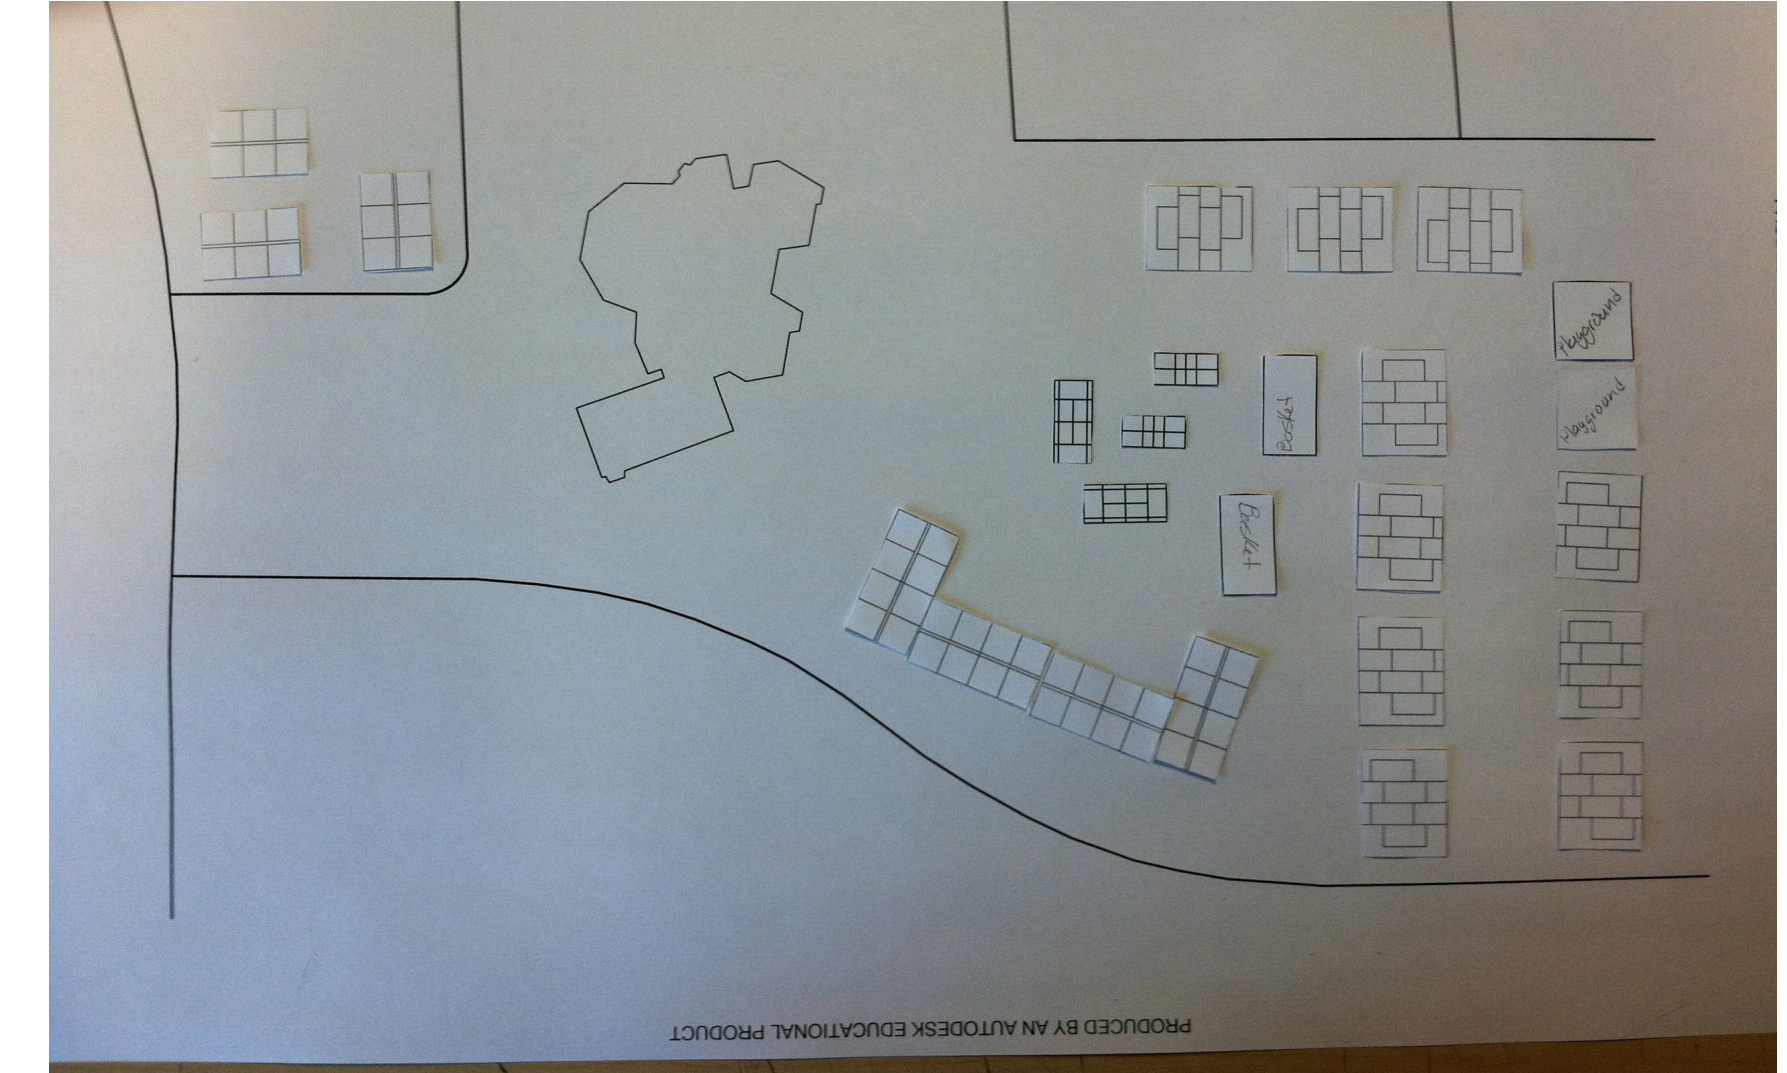 Playground
Playground
Basket
Basket
PRODUCED BY AN AUTODESK EDUCATIONAL PRODUCT